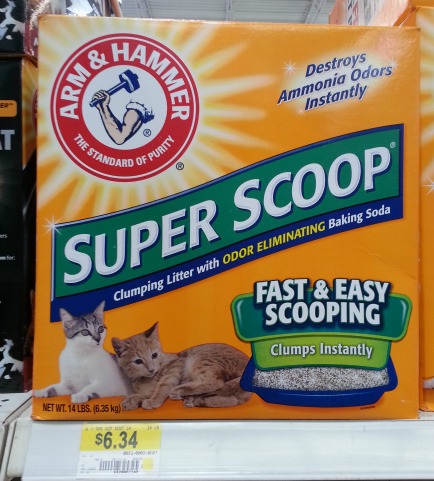 ARM & HAMMER
THE STANDARD OF PURITY
®
Destroys
Ammonia Odors
Instantly
SUPER SCOOP®
Clumping Litter with ODOR ELIMINATING Baking Soda
FAST & EASY
SCOOPING
Clumps Instantly
NET WT. 14 LBS. (6.35 kg)
$6.34